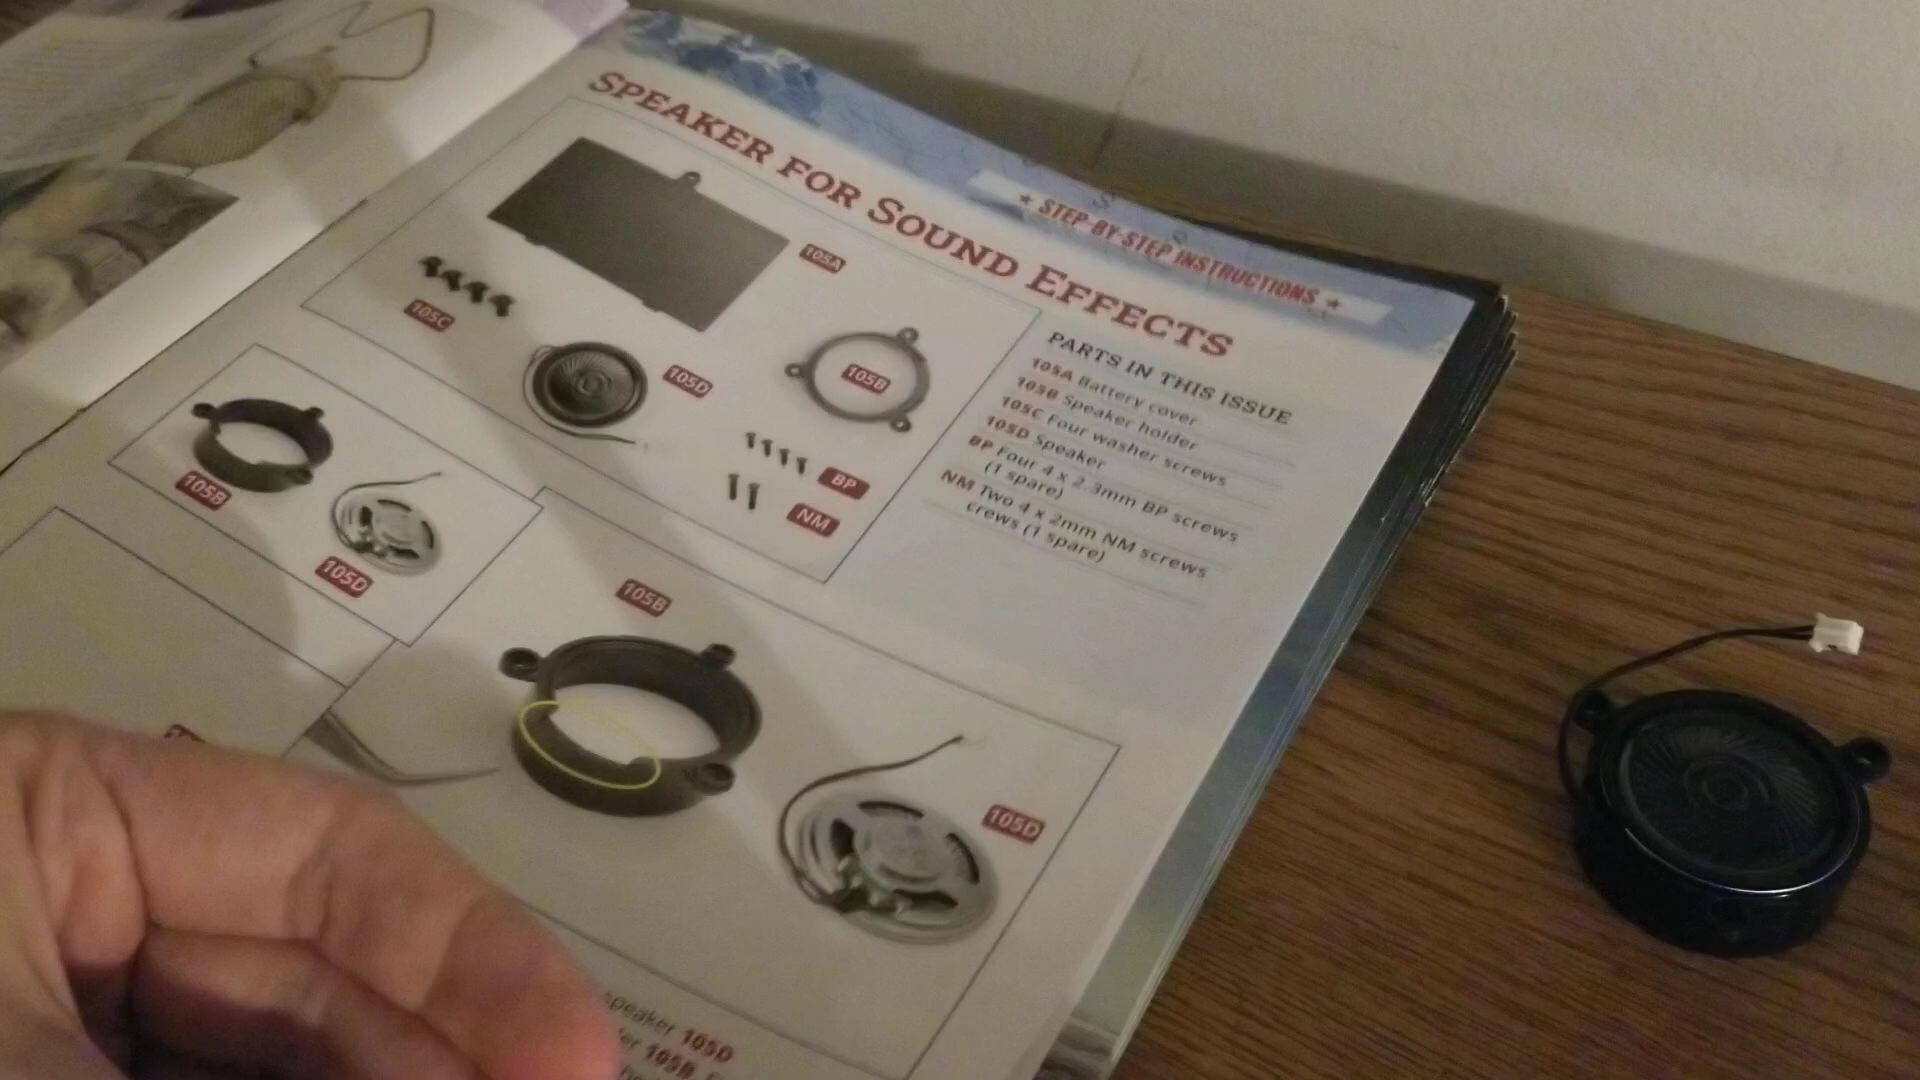 ★ STEP-BY-STEP INSTRUCTIONS ★
SPEAKER FOR SOUND EFFECTS
105A
105C
105D
105B
BP
NM
PARTS IN THIS ISSUE
105A Battery cover
105B Speaker holder
105C Four washer screws
105D Speaker
BP Four 4 x 2.3mm BP screws
(1 spare)
NM Two 4 x 2mm NM screws
crews (1 spare)
105B
105D
105B
105D
speaker 105D
105B